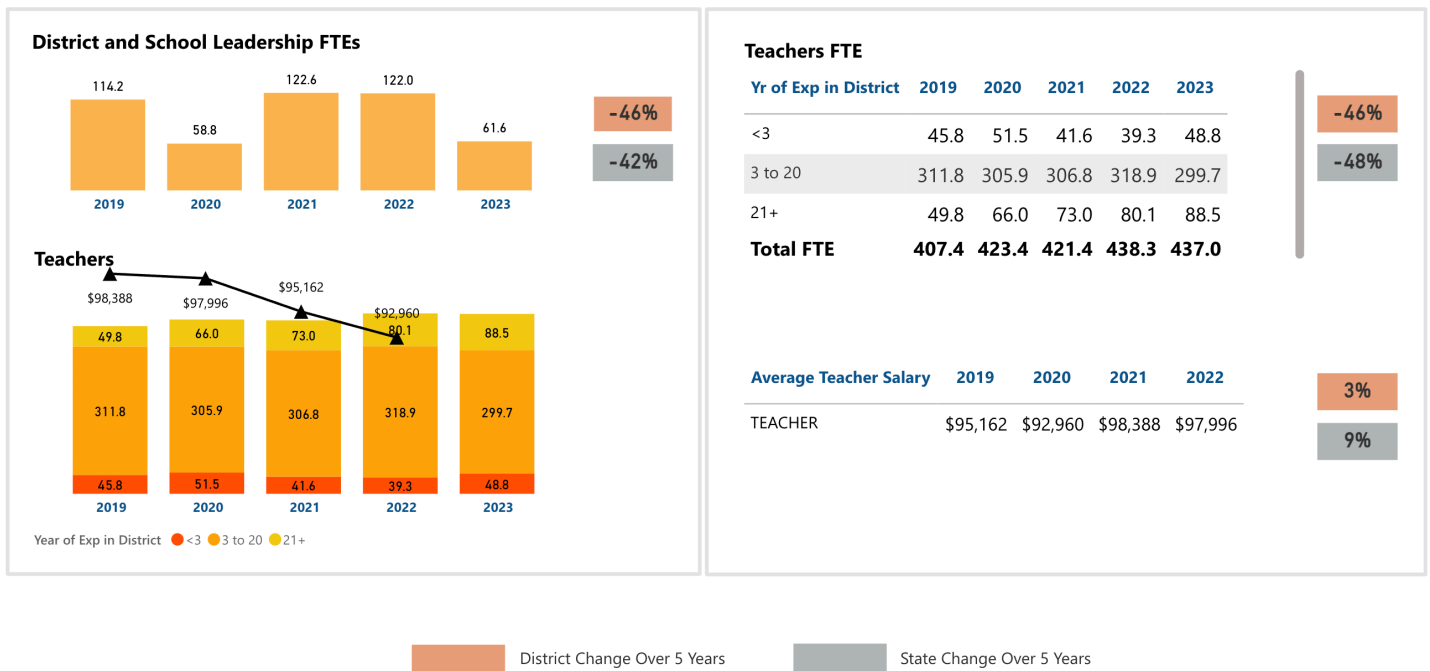 District and School Leadership FTEs
114.2 58.8 122.6 122.0 61.6
2019 2020 2021 2022 2023
-46%
-42%
Teachers
$98,388 $97,996 $95,162 $92,960
49.8 66.0 73.0 80.1 88.5
311.8 305.9 306.8 318.9 299.7
45.8 51.5 41.6 39.3 48.8
2019 2020 2021 2022 2023
Year of Exp in District <3 3 to 20 21+
Teachers FTE
Yr of Exp in District 2019 2020 2021 2022 2023
<3 45.8 51.5 41.6 39.3 48.8
3 to 20 311.8 305.9 306.8 318.9 299.7
21+ 49.8 66.0 73.0 80.1 88.5
Total FTE 407.4 423.4 421.4 438.3 437.0
-46%
-48%
Average Teacher Salary 2019 2020 2021 2022
TEACHER $95,162 $92,960 $98,388 $97,996
3%
9%
District Change Over 5 Years
State Change Over 5 Years